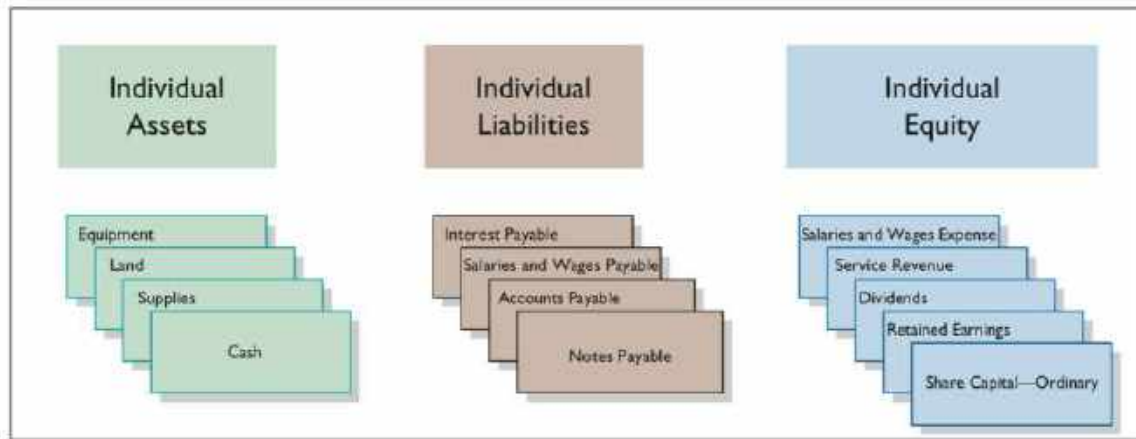 Individual
Assets
Individual
Liabilities
Individual
Equity
Equipment
Land
Supplies
Cash
Interest Payable
Salaries and Wages Payable
Accounts Payable
Notes Payable
Salaries and Wages Expense
Service Revenue
Dividends
Retained Earnings
Share Capital—Ordinary